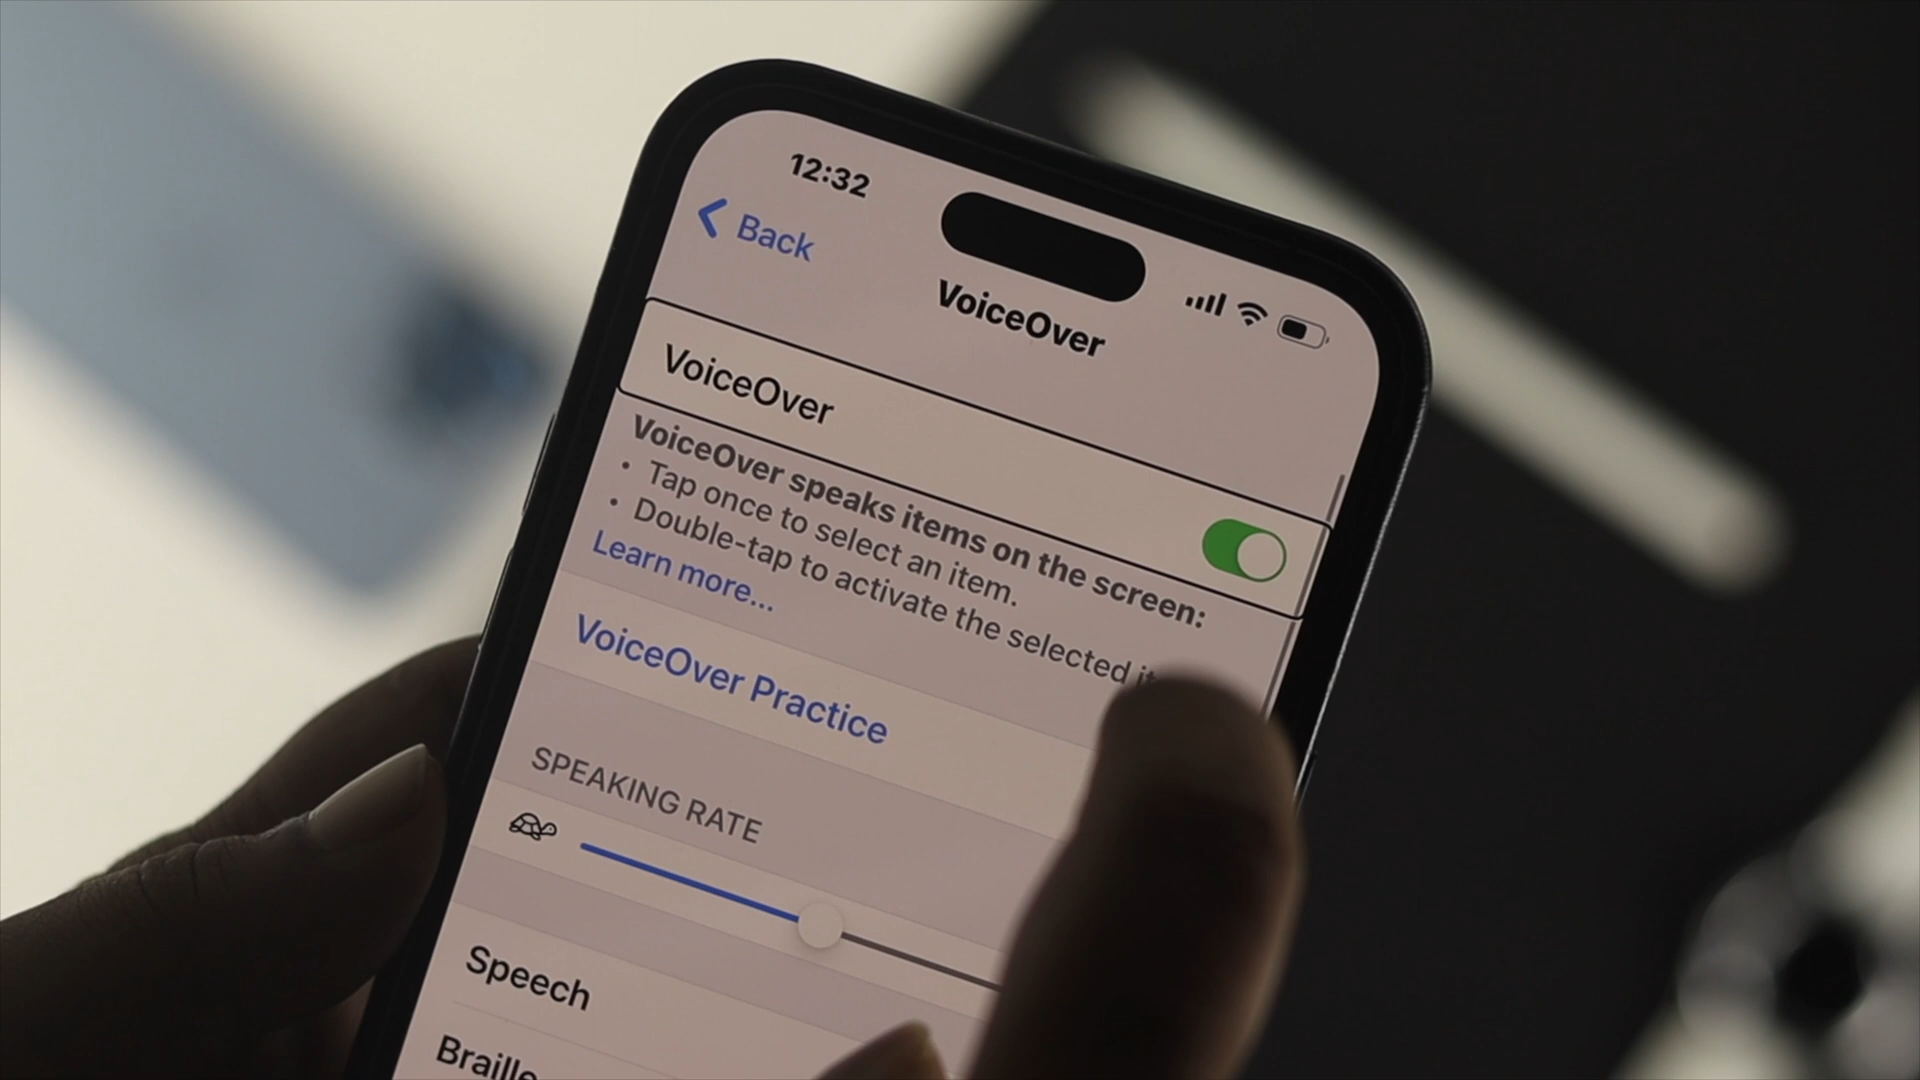 12:32
Back
VoiceOver
VoiceOver
VoiceOver speaks items on the screen:
• Tap once to select an item.
• Double-tap to activate the selected
Learn more...
VoiceOver Practice
SPEAKING RATE
Speech
Braille